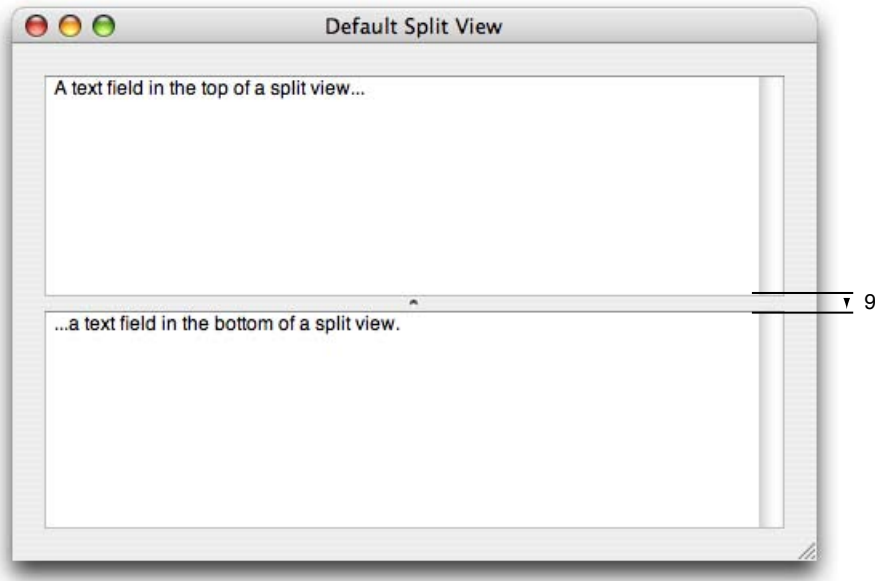 Default Split View
A text field in the top of a split view...
9
...a text field in the bottom of a split view.